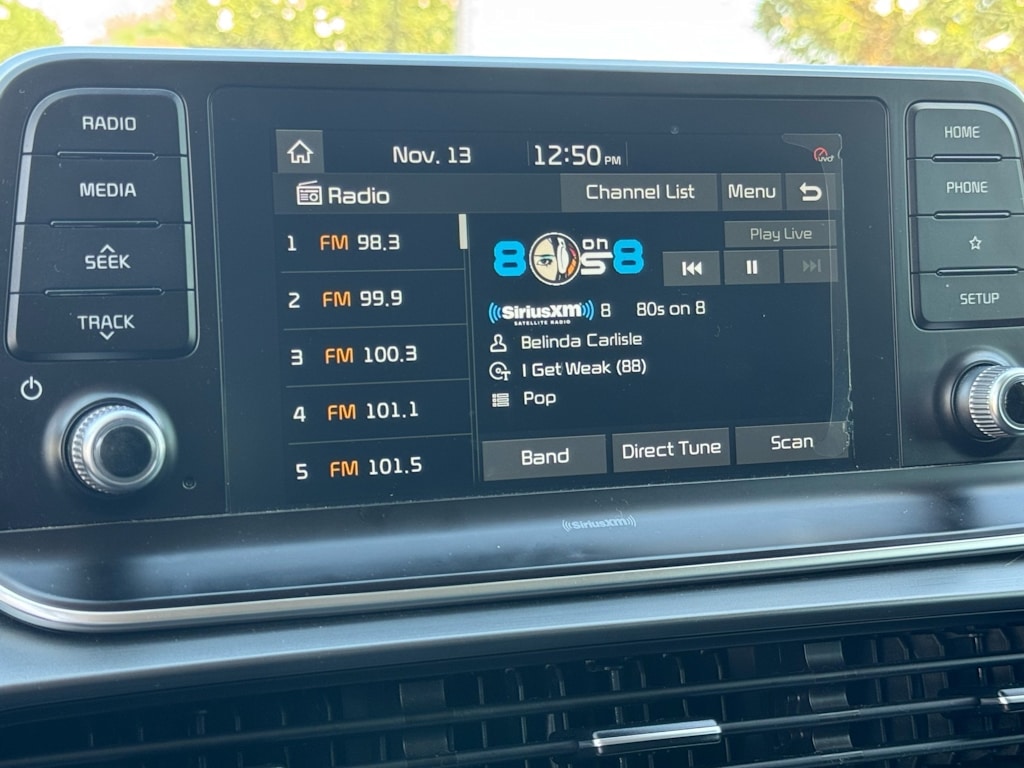 RADIO
MEDIA
SEEK
TRACK
Nov. 13
12:50 PM
UVO
Radio
Channel List
Menu
1 FM 98.3
2 FM 99.9
3 FM 100.3
4 FM 101.1
5 FM 101.5
80s on 8
Play Live
SiriusXM 8 80s on 8
SATELLITE RADIO
Belinda Carlisle
I Get Weak (88)
Pop
Band
Direct Tune
Scan
HOME
PHONE
SETUP
SiriusXM